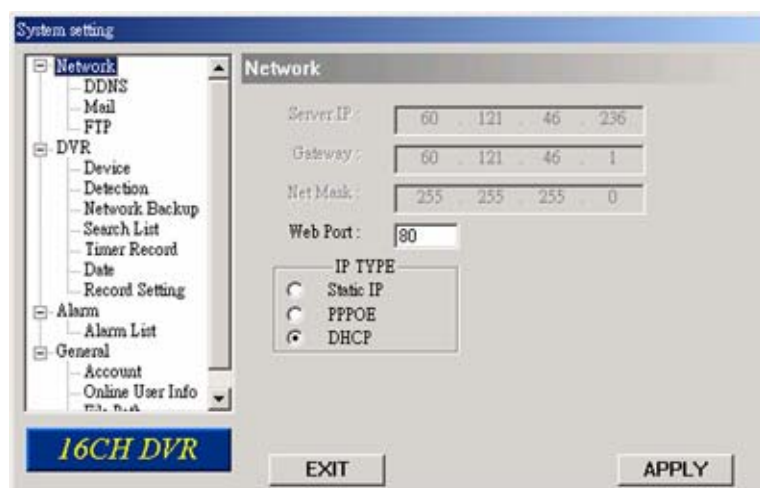 System setting
Network
DDNS
Mail
FTP
DVR
Device
Detection
Network Backup
Search List
Timer Record
Date
Record Setting
Alarm
Alarm List
General
Account
Online User Info
File Path
16CH DVR
Network
Server IP : 60 . 121 . 46 . 236
Gateway : 60 . 121 . 46 . 1
Net Mask : 255 . 255 . 255 . 0
Web Port : 80
IP TYPE
Static IP
PPPOE
DHCP
EXIT
APPLY